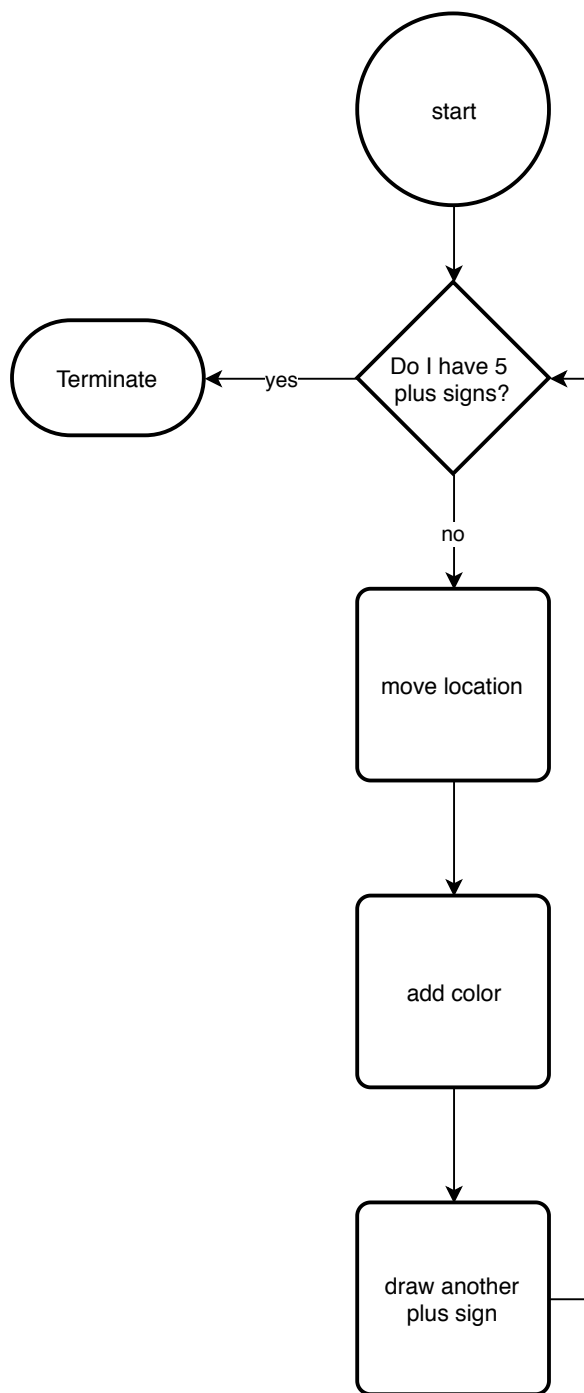 start
Do I have 5
plus signs?
yes
Terminate
no
move location
add color
draw another
plus sign